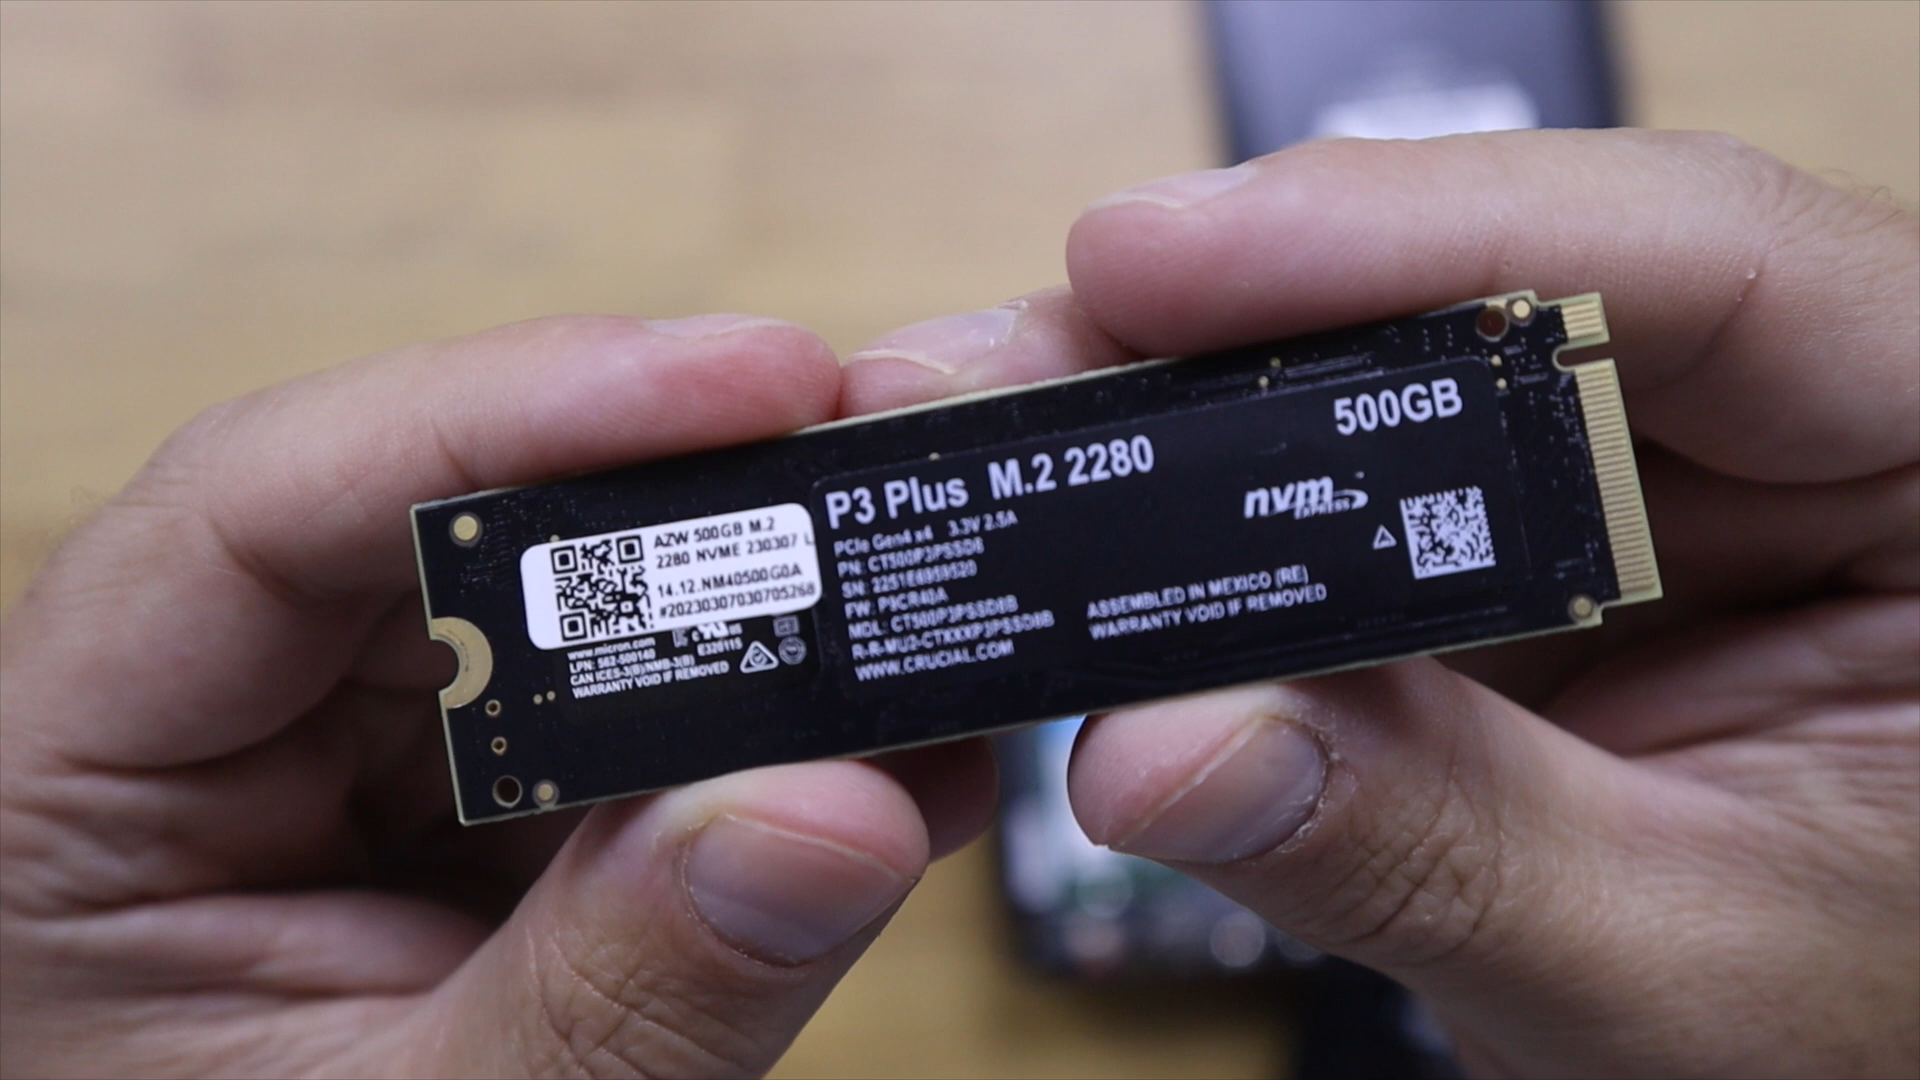 AZW 500GB M.2
2280 NVME 230307 L
14.12.NM40500G0A
#20230307030705268
www.micron.com
LPN: 562-500140
CAN ICES-3(B)/NMB-3(B)
WARRANTY VOID IF REMOVED
E326115
P3 Plus M.2 2280
500GB
PCIe Gen4 x4 3.3V 2.5A
PN: CT500P3PSSD8
SN: 2251E6959520
FW: P9CR40A
MDL: CT500P3PSSD8B
R-R-MU2-CTXXXP3PSSD8B
WWW.CRUCIAL.COM
nvm
EXPRESS
ASSEMBLED IN MEXICO (RE)
WARRANTY VOID IF REMOVED